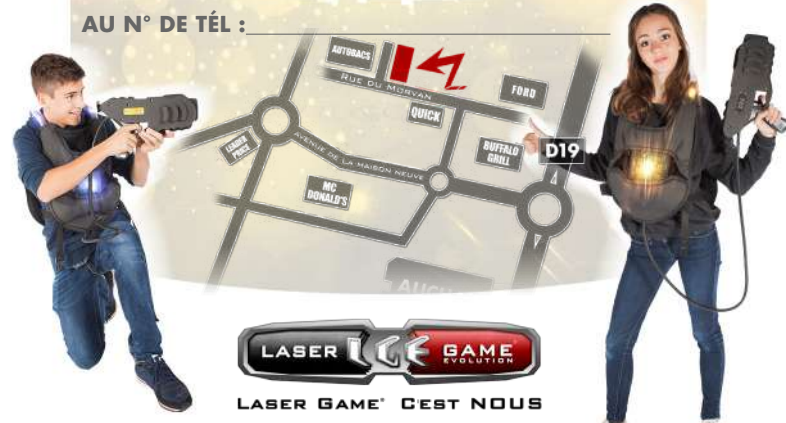 AU N° DE TÉL :
AUTOBACS
RUE DU MORVAN
FORD
QUICK
LEADER PRICE
AVENUE DE LA MAISON NEUVE
BUFFALO
GRILL
D19
MC
DONALD'S
LASER LGE GAME®
EVOLUTION
LASER GAME® C'EST NOUS